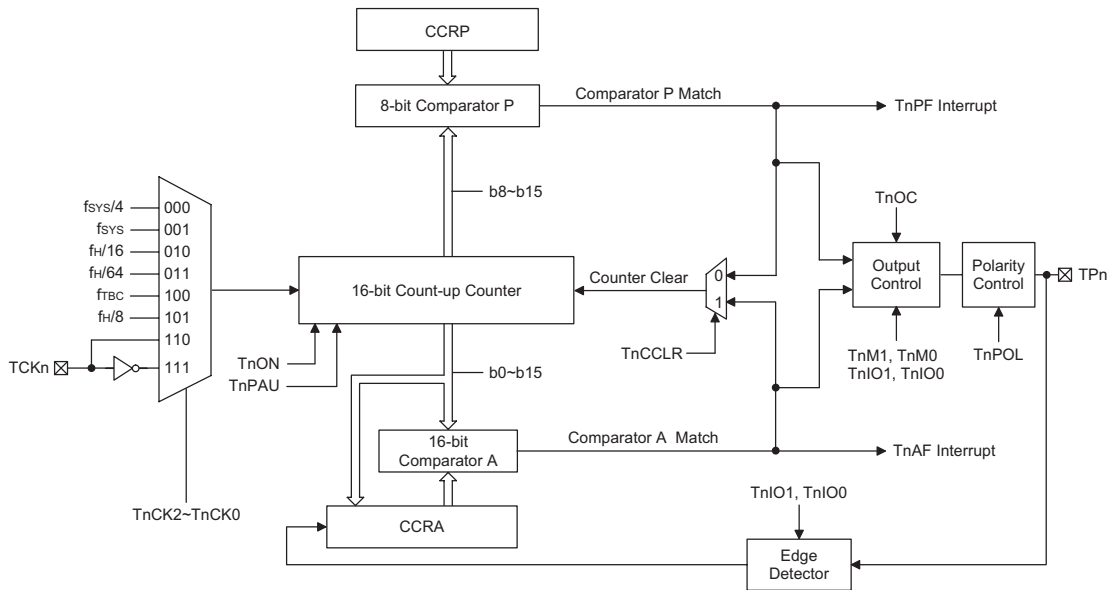 CCRP
8-bit Comparator P
Comparator P Match
TnPF Interrupt
b8~b15
fSYS/4
000
fSYS
001
fH/16
010
fH/64
011
fTBC
100
fH/8
101
110
111
TCKn
TnCK2~TnCK0
16-bit Count-up Counter
TnON
TnPAU
Counter Clear
0
1
TnCCLR
TnOC
Output
Control
TnM1, TnM0
TnIO1, TnIO0
Polarity
Control
TnPOL
TPn
b0~b15
16-bit
Comparator A
Comparator A Match
TnAF Interrupt
CCRA
TnIO1, TnIO0
Edge
Detector